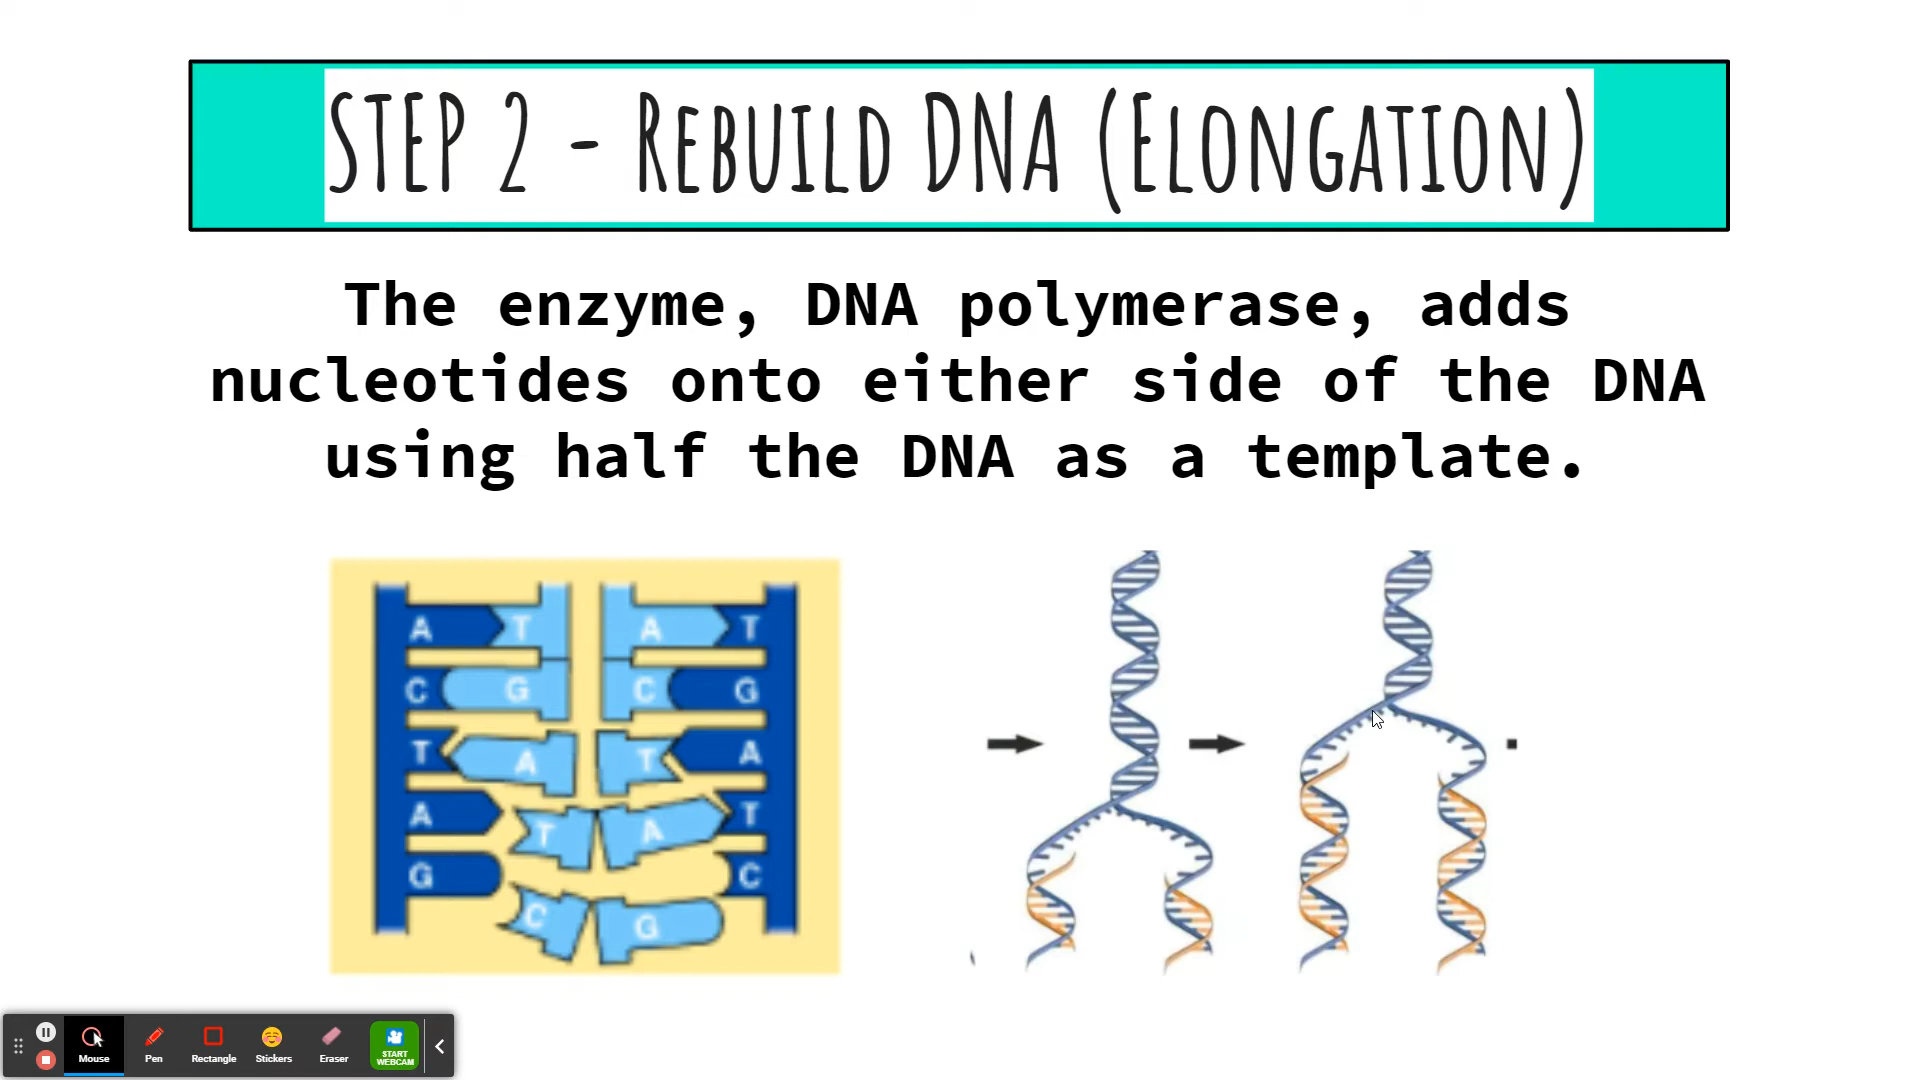 STEP 2 - REBUILD DNA (ELONGATION)
The enzyme, DNA polymerase, adds
nucleotides onto either side of the DNA
using half the DNA as a template.
A T A T
C G C G
T A T A
A T A T
G C G C
Mouse Pen Rectangle Stickers Eraser START
WEBCAM